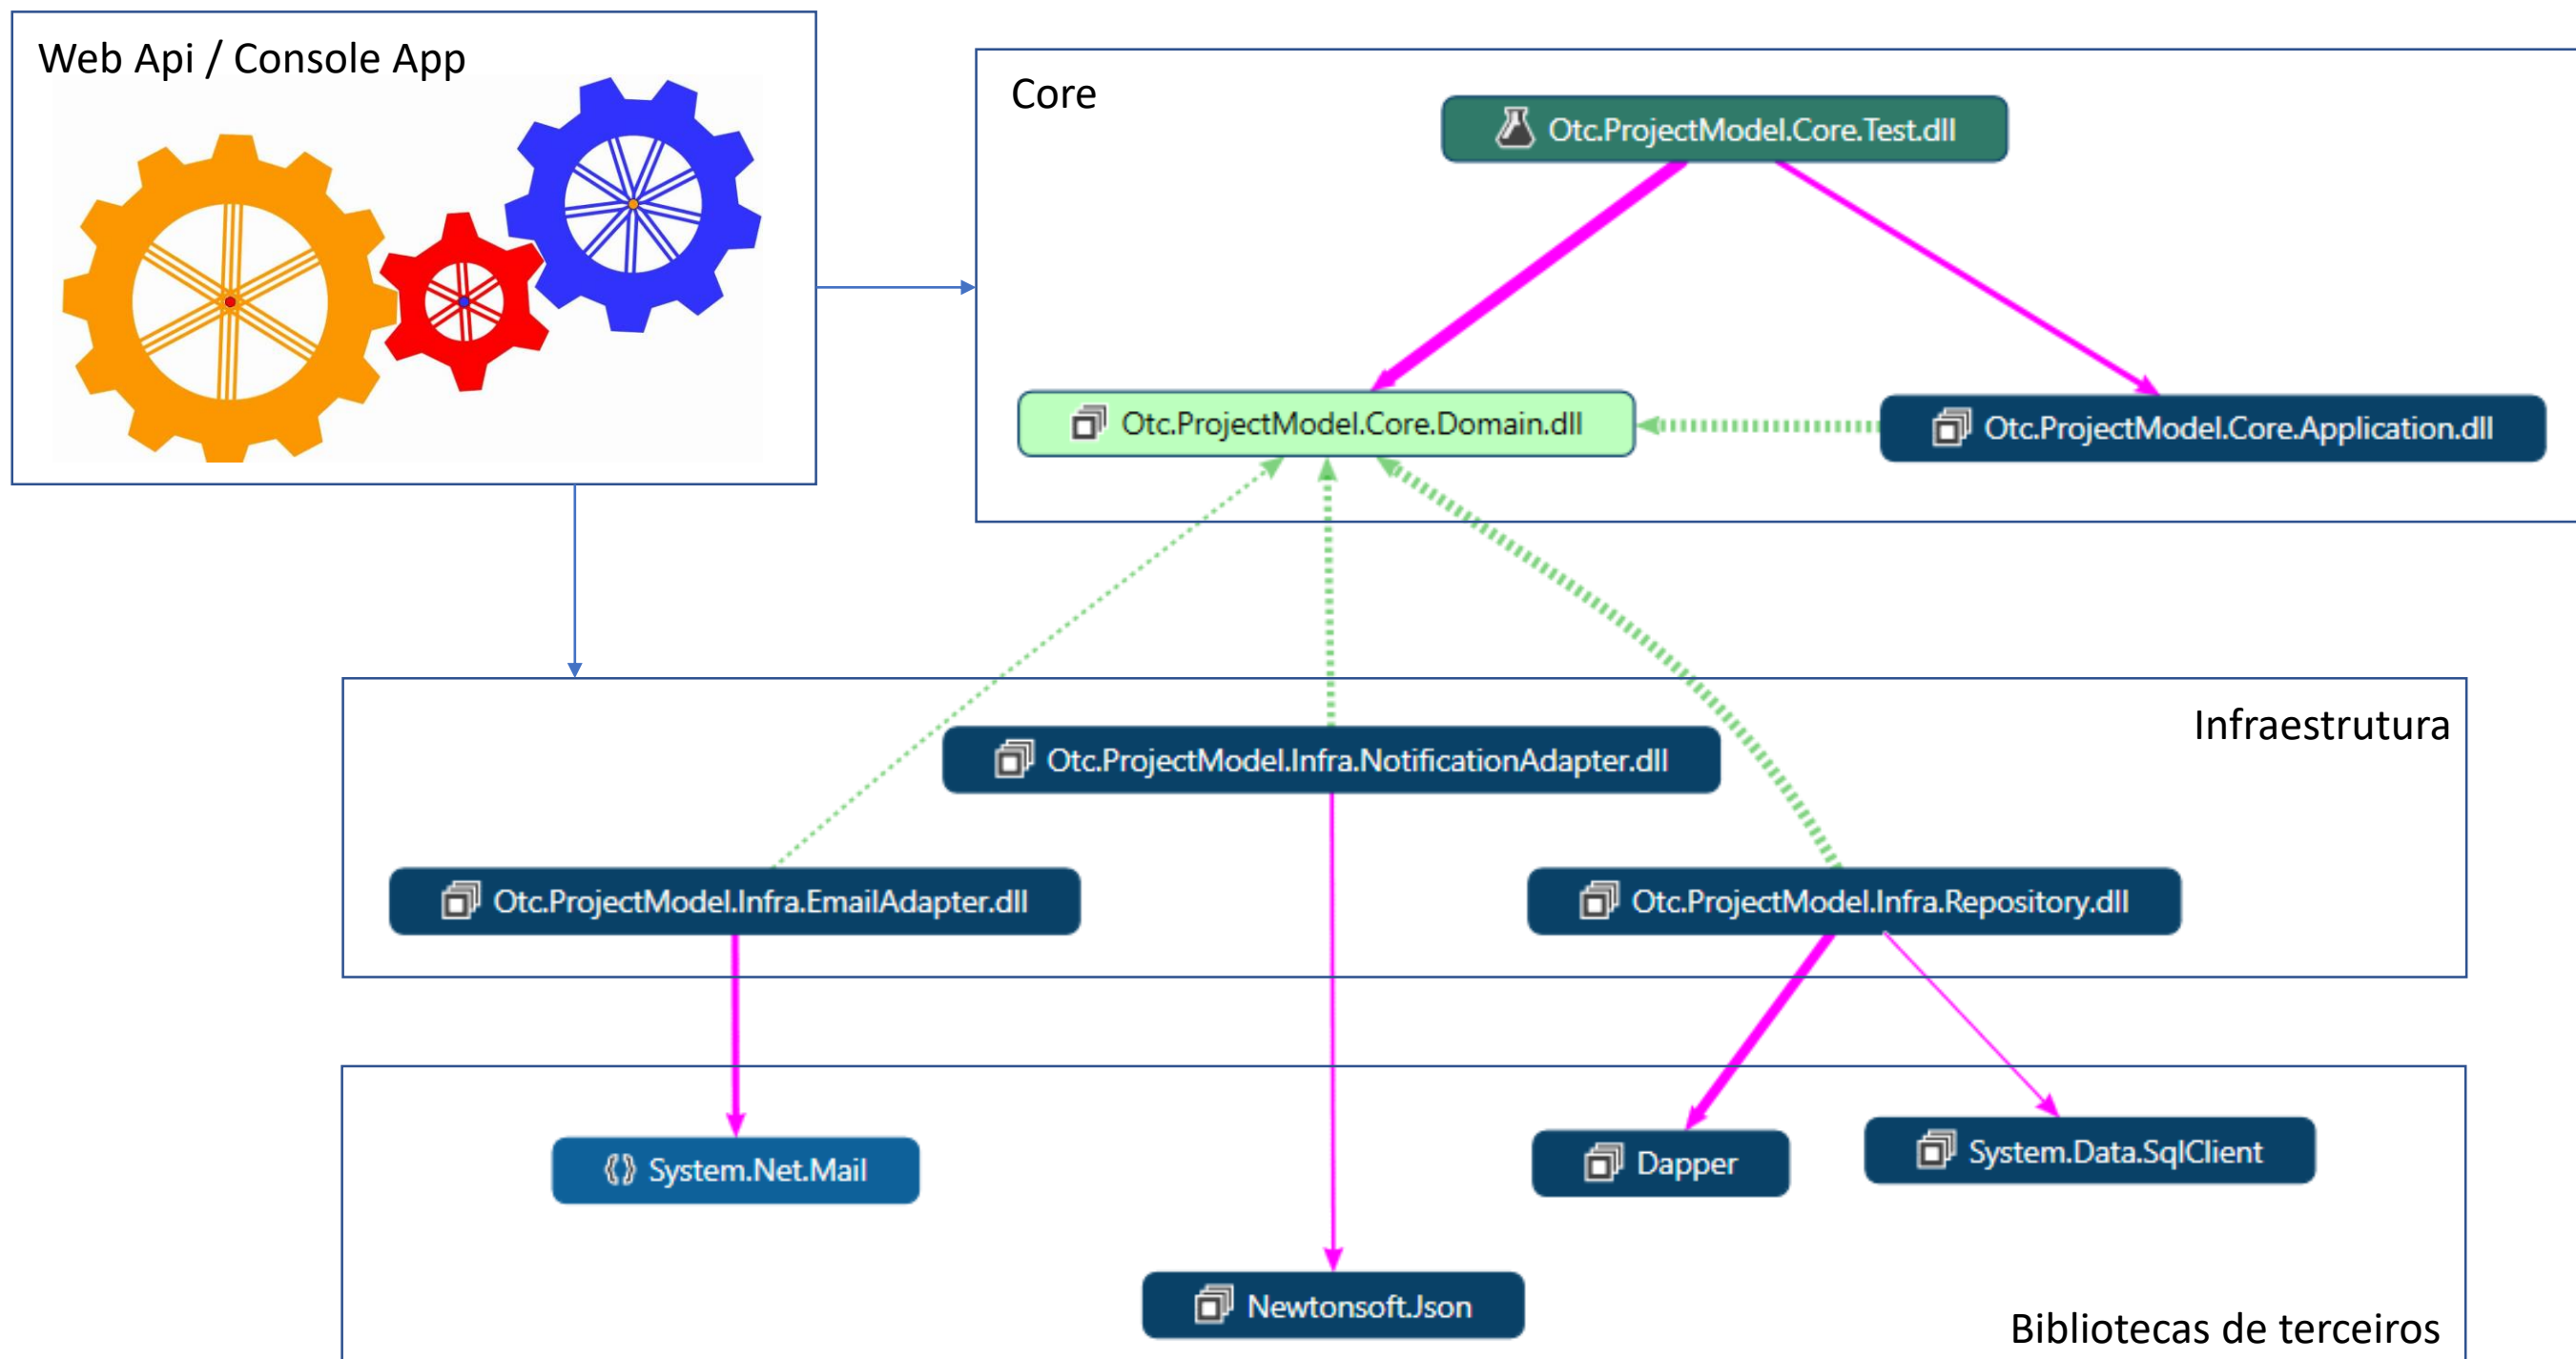 Web Api / Console App
Core
Otc.ProjectModel.Core.Test.dll
Otc.ProjectModel.Core.Domain.dll
Otc.ProjectModel.Core.Application.dll
Infraestrutura
Otc.ProjectModel.Infra.NotificationAdapter.dll
Otc.ProjectModel.Infra.EmailAdapter.dll
Otc.ProjectModel.Infra.Repository.dll
System.Net.Mail
Dapper
System.Data.SqlClient
Newtonsoft.Json
Bibliotecas de terceiros